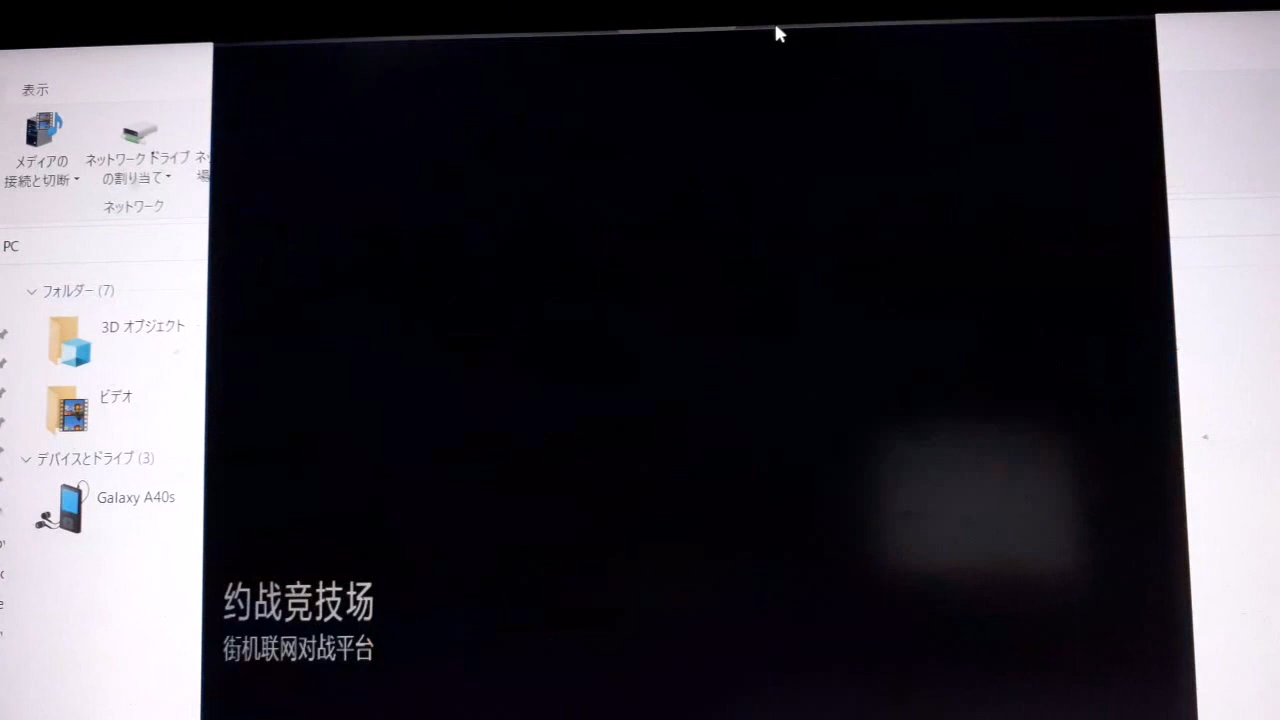 表示
メディアの
接続と切断
ネットワーク ドライブ
の割り当て
ネットワーク
PC
フォルダー (7)
3D オブジェクト
ビデオ
デバイスとドライブ (3)
Galaxy A40s
约战竞技场
街机联网对战平台